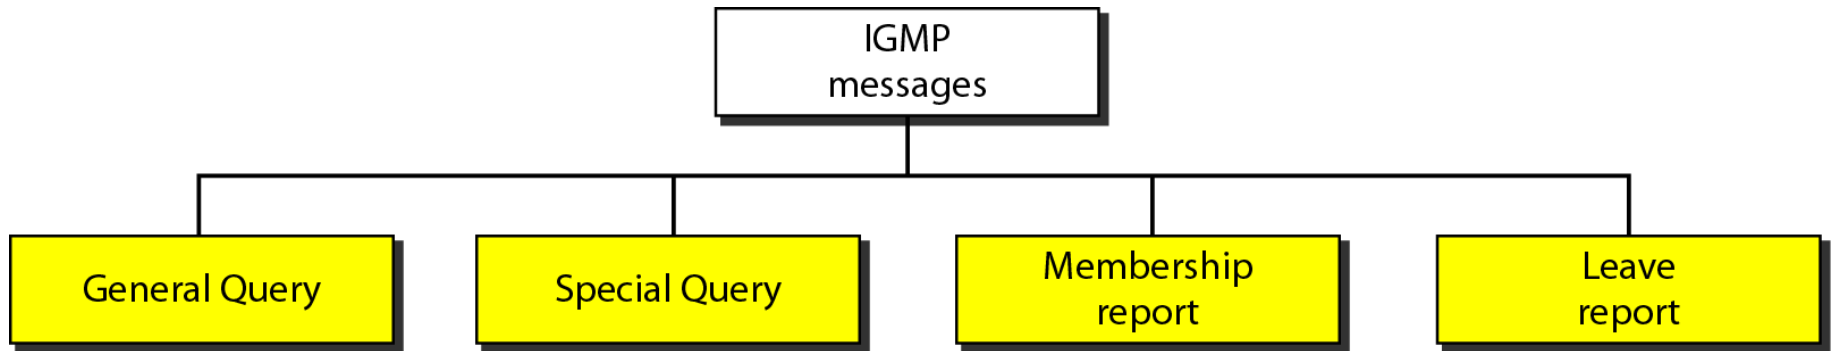 IGMP
messages
General Query
Special Query
Membership
report
Leave
report